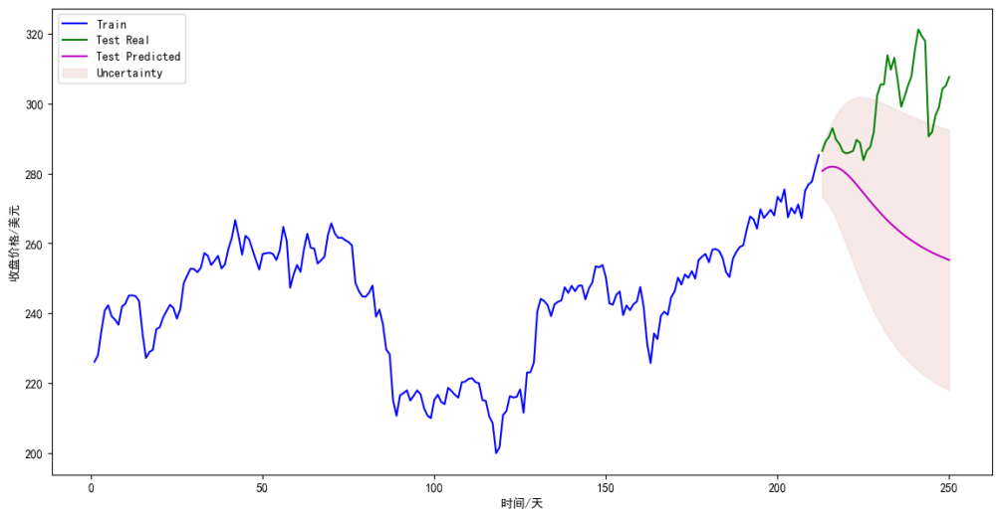 Train
Test Real
Test Predicted
Uncertainty
收盘价格/美元
320
300
280
260
240
220
200
0 50 100 150 200 250
时间/天